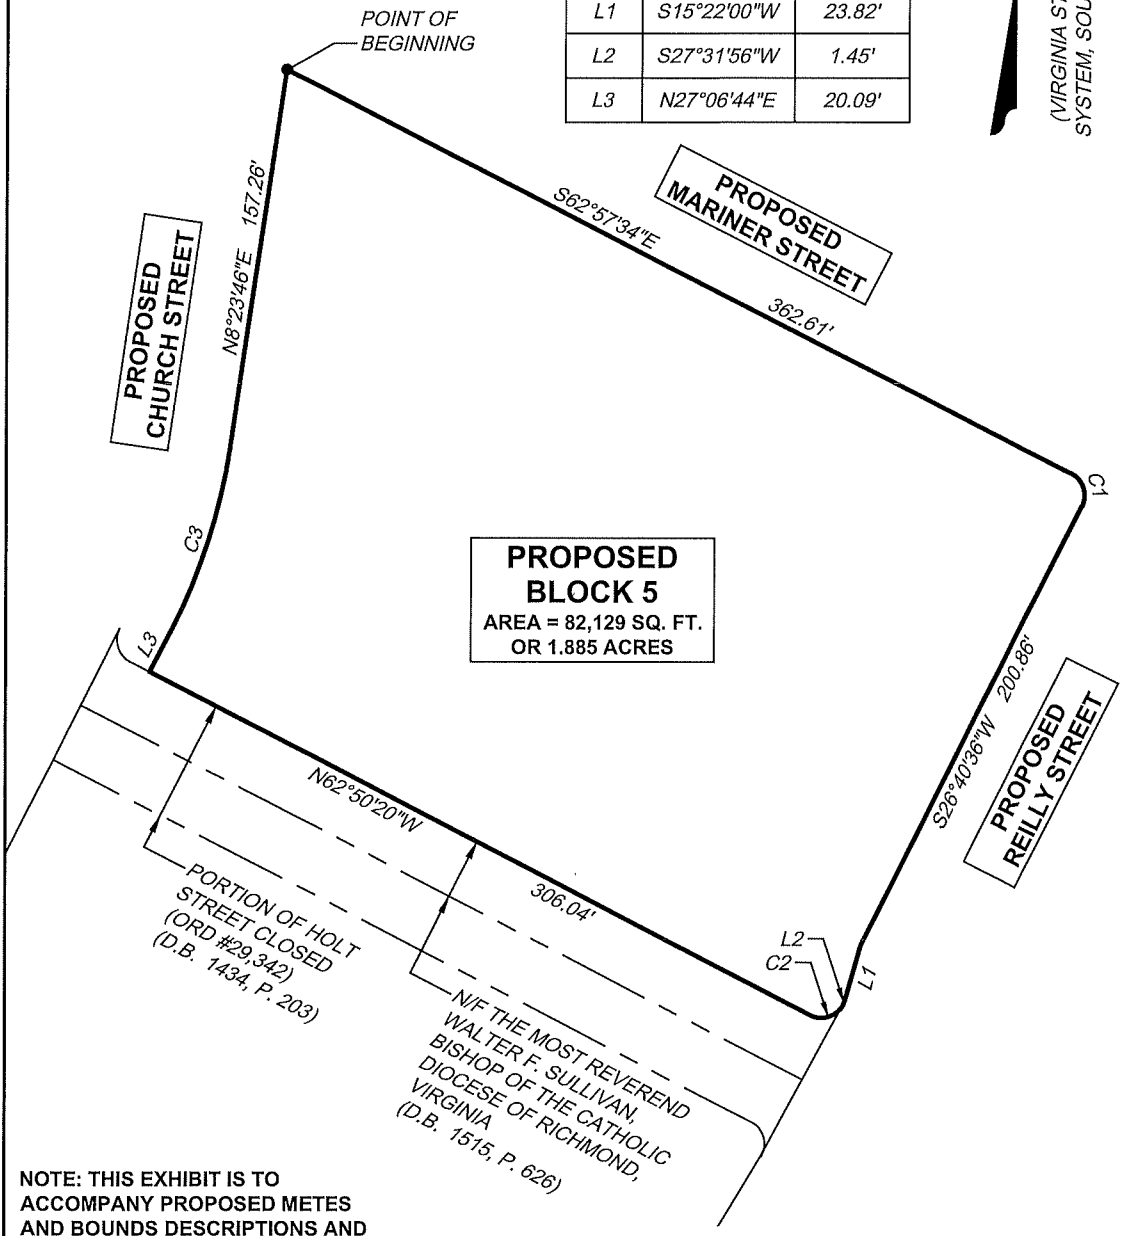 POINT OF
BEGINNING
L1 S15°22'00"W 23.82'
L2 S27°31'56"W 1.45'
L3 N27°06'44"E 20.09'
(VIRGINIA
SYSTEM,
PROPOSED
MARINER STREET
S62°57'34"E
362.61'
N8°23'46"E 157.26'
PROPOSED
CHURCH STREET
C1
C3
PROPOSED
BLOCK 5
AREA = 82,129 SQ. FT.
OR 1.885 ACRES
L3
S26°40'36"W 200.86'
PROPOSED
REILLY STREET
N62°50'20"W
306.04'
L2
C2
L1
PORTION OF HOLT
STREET CLOSED
(ORD #29,342)
(D.B. 1434, P. 203)
N/F THE MOST REVEREND
WALTER F. SULLIVAN,
BISHOP OF THE CATHOLIC
DIOCESE OF RICHMOND,
VIRGINIA
(D.B. 1515, P. 626)
NOTE: THIS EXHIBIT IS TO
ACCOMPANY PROPOSED METES
AND BOUNDS DESCRIPTIONS AND